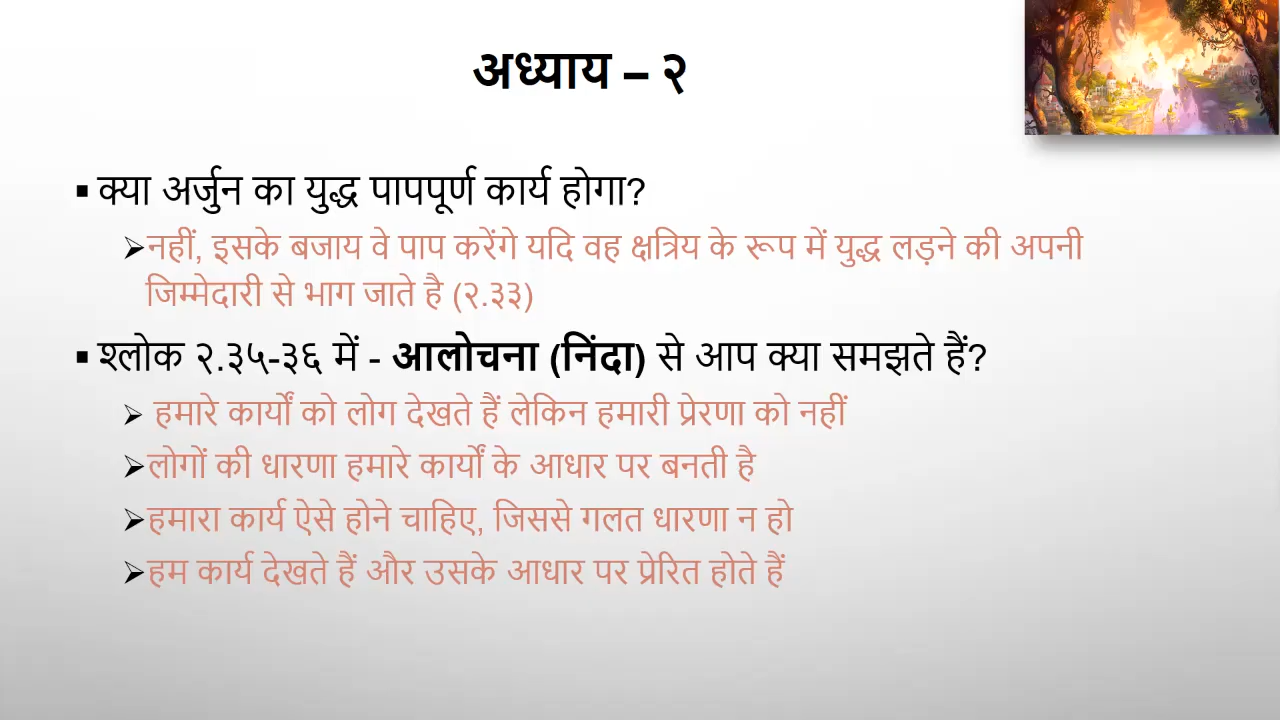 अध्याय – २
▪ क्या अर्जुन का युद्ध पापपूर्ण कार्य होगा?
➢नहीं, इसके बजाय वे पाप करेंगे यदि वह क्षत्रिय के रूप में युद्ध लड़ने की अपनी
जिम्मेदारी से भाग जाते है (२.३३)
▪ श्लोक २.३५-३६ में - आलोचना (निंदा) से आप क्या समझते हैं?
➢ हमारे कार्यों को लोग देखते हैं लेकिन हमारी प्रेरणा को नहीं
➢लोगों की धारणा हमारे कार्यों के आधार पर बनती है
➢हमारा कार्य ऐसे होने चाहिए, जिससे गलत धारणा न हो
➢हम कार्य देखते हैं और उसके आधार पर प्रेरित होते हैं